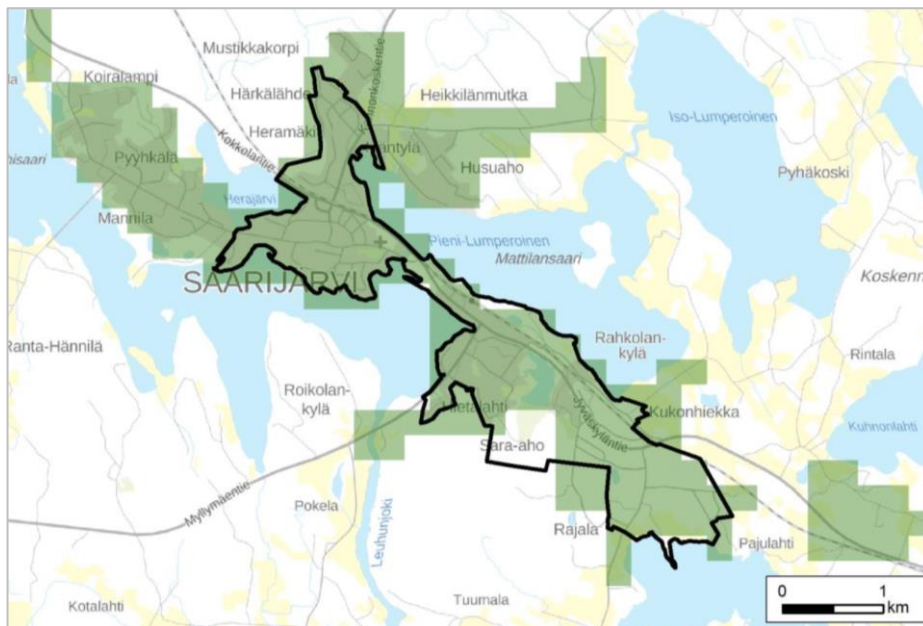 Mustikkakorpi
Koiralampi
Härkälähde
Heikkilänmutka
Iso-Lumperoinen
Heramäki
Pyyhkälä
Kokkolantie
Husuaho
Pyhäkoski
Herajärvi
Mannila
Pieni-Lumperoinen
Mattilansaari
SAARIJÄRVI
Rahkolan-
kylä
Ranta-Hännilä
Rintala
Roikolan-
kylä
Hietalahti
Kukonhiekka
Jyväskyläntie
Kuhnonlahti
Sara-aho
Myllymäentie
Pokela
Leuhunjoki
Rajala
Pajulahti
Kotalahti
Tuumala
0 1
km